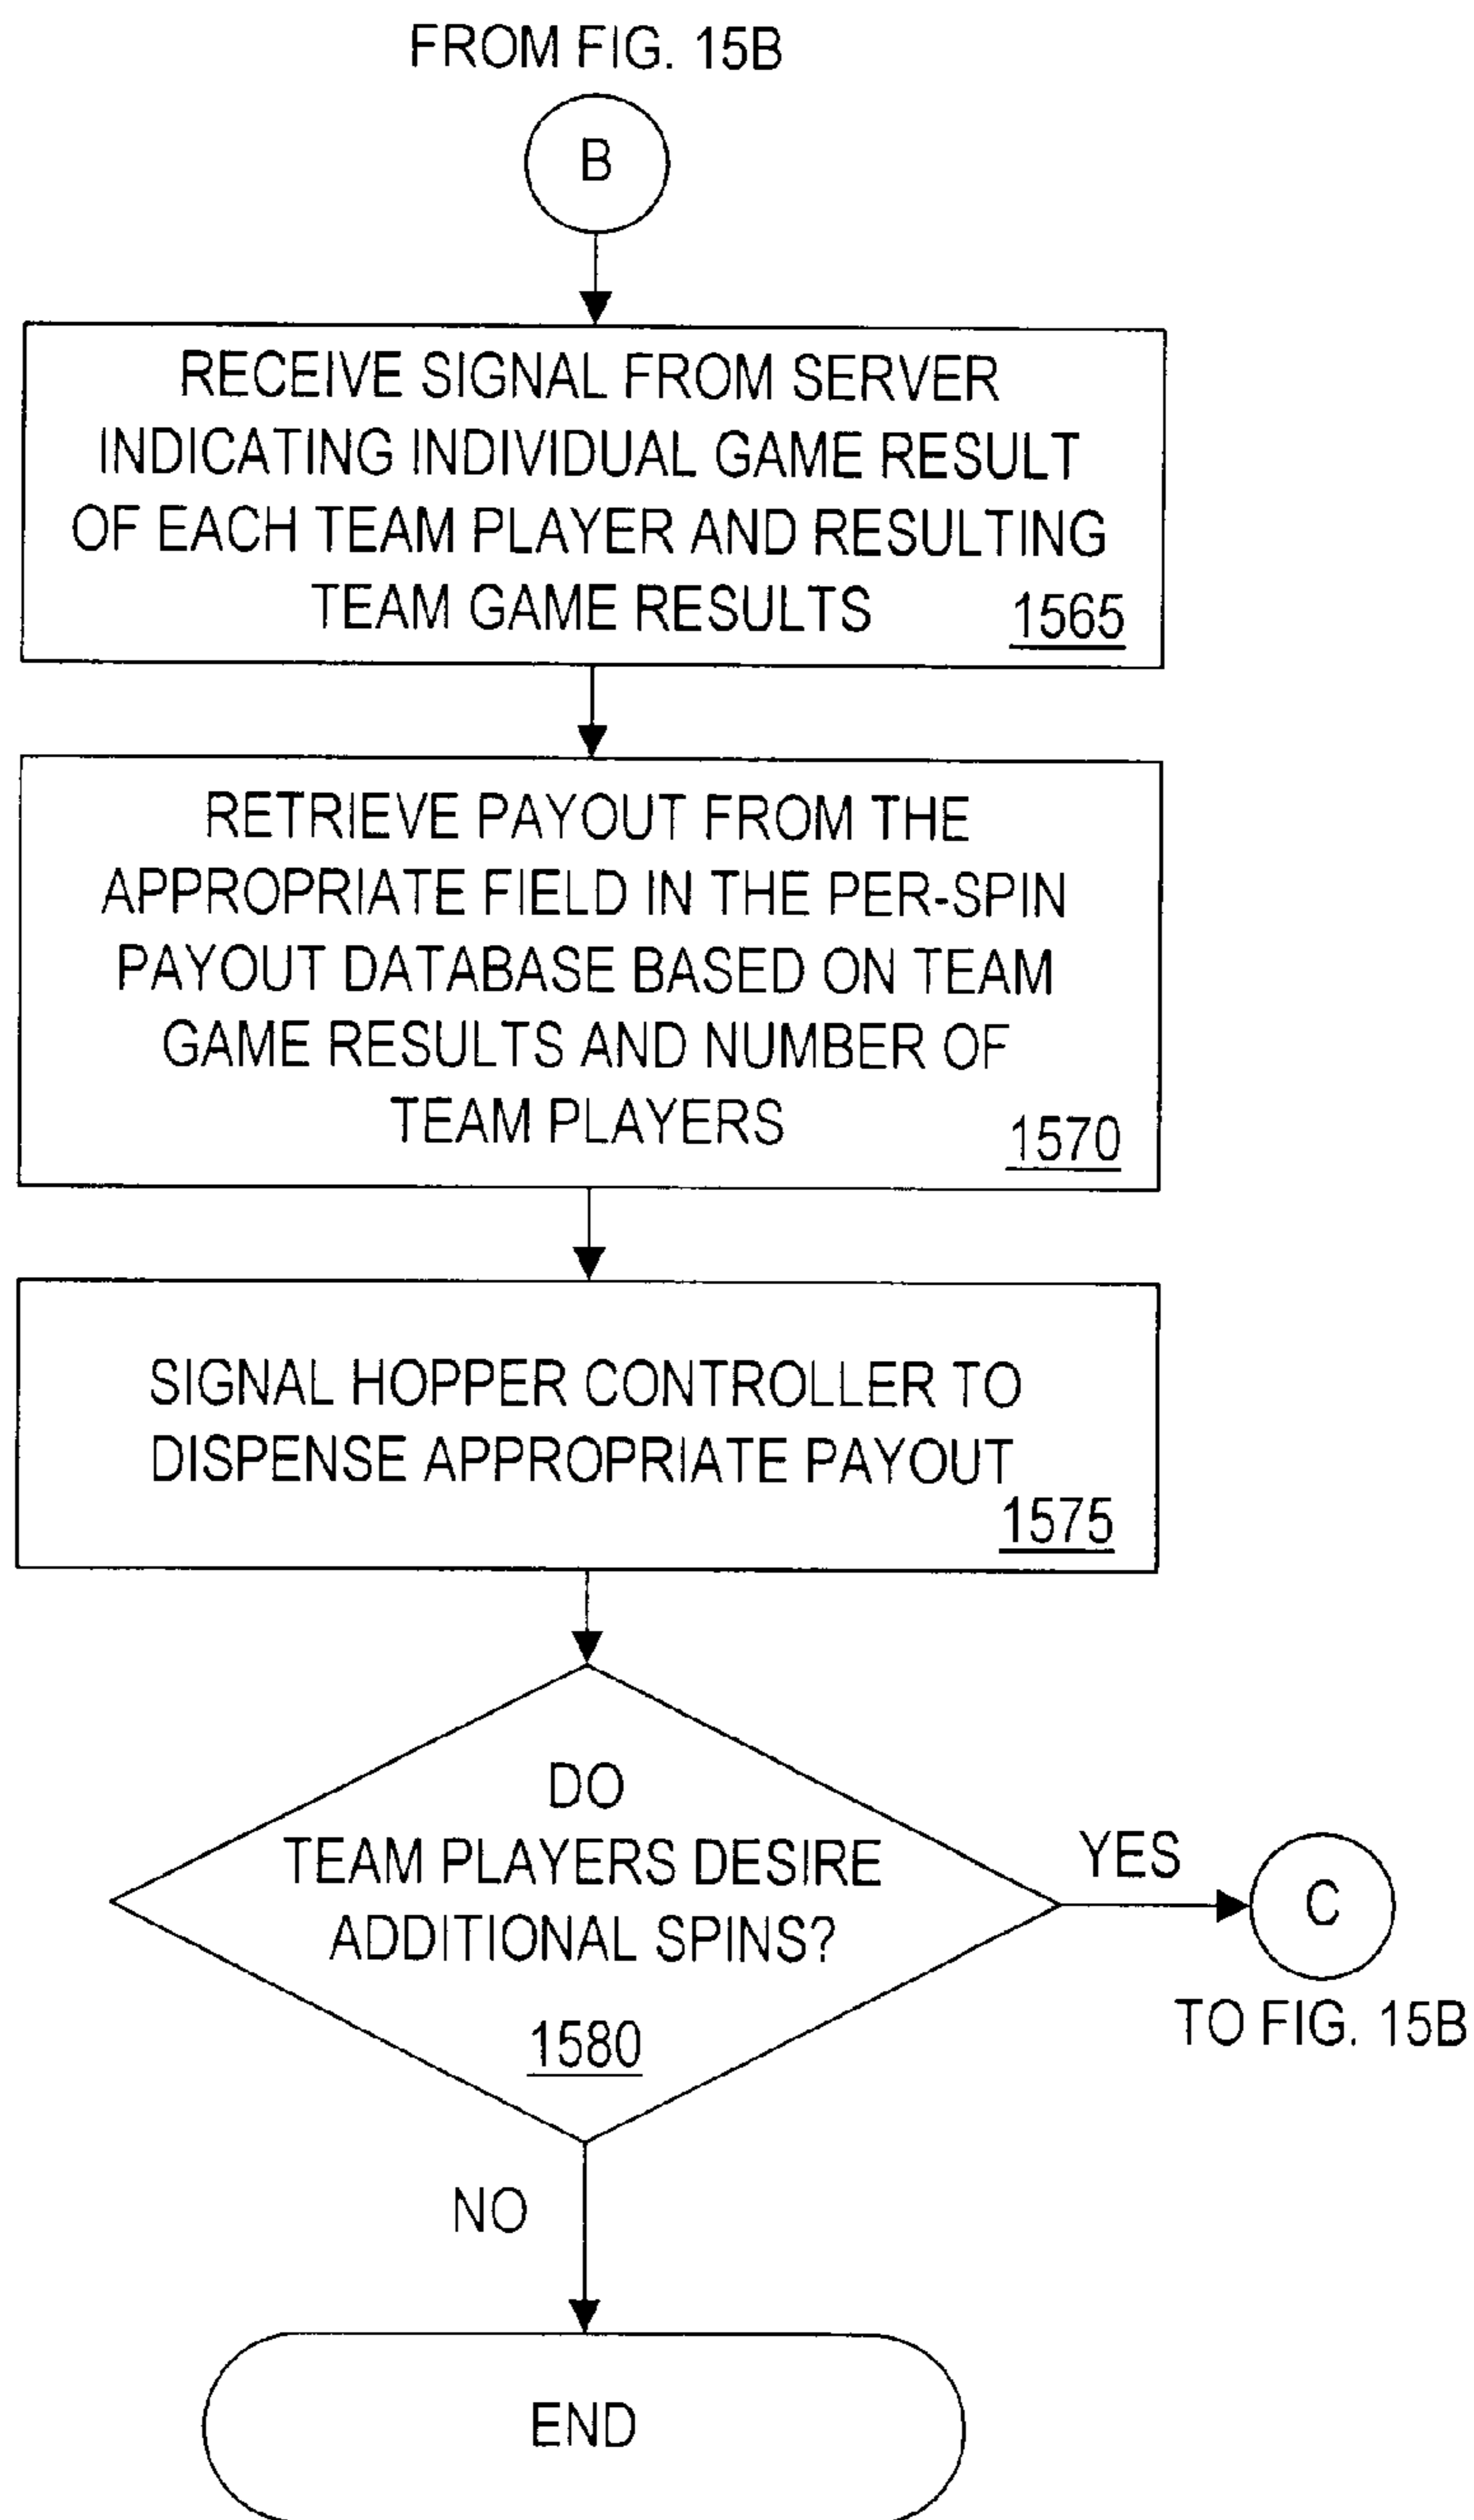 FROM FIG. 15B
B
RECEIVE SIGNAL FROM SERVER
INDICATING INDIVIDUAL GAME RESULT
OF EACH TEAM PLAYER AND RESULTING
TEAM GAME RESULTS 1565
RETRIEVE PAYOUT FROM THE
APPROPRIATE FIELD IN THE PER-SPIN
PAYOUT DATABASE BASED ON TEAM
GAME RESULTS AND NUMBER OF
TEAM PLAYERS 1570
SIGNAL HOPPER CONTROLLER TO
DISPENSE APPROPRIATE PAYOUT
1575
DO
TEAM PLAYERS DESIRE
ADDITIONAL SPINS?
1580
YES
C
TO FIG. 15B
NO
END